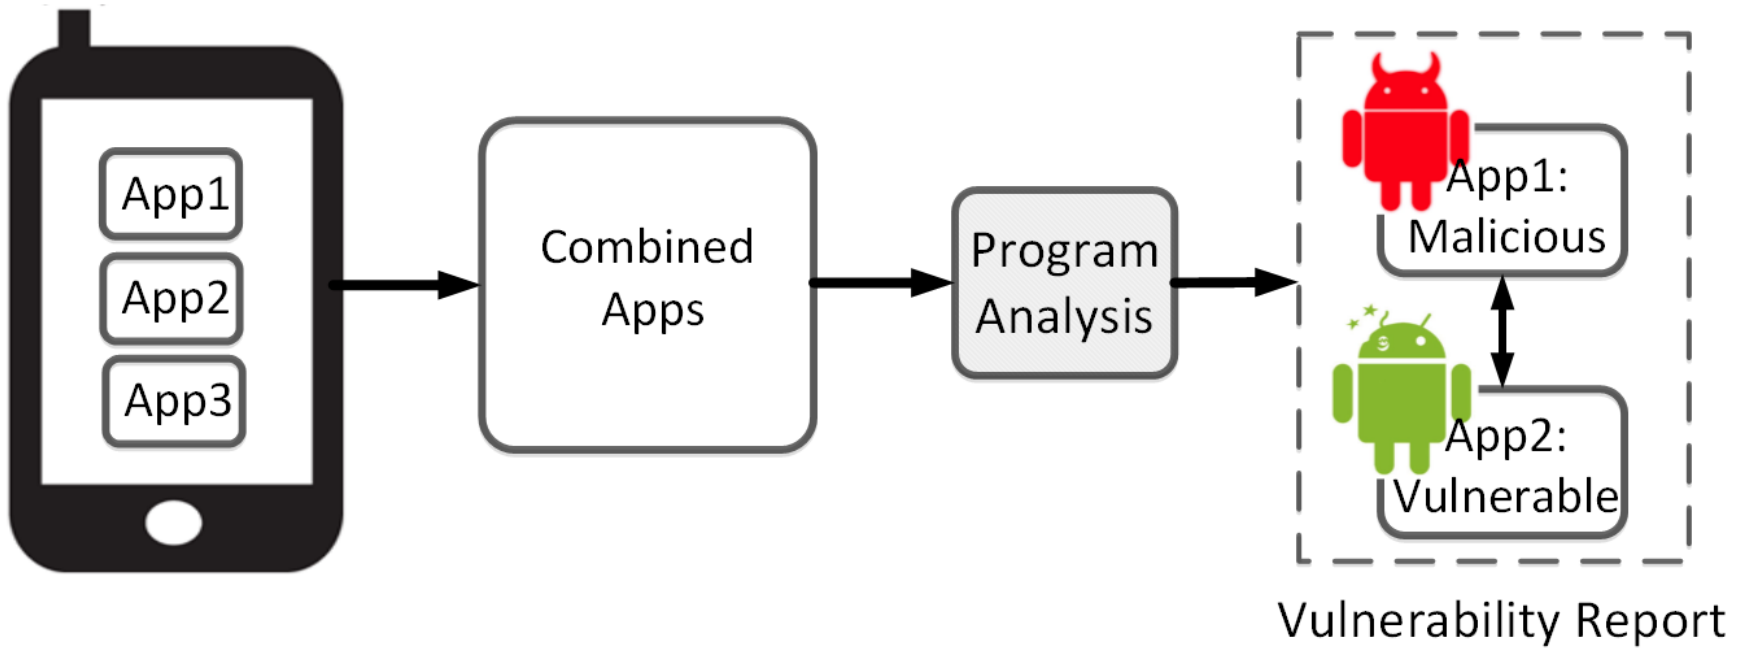 App1
App2
App3
Combined
Apps
Program
Analysis
App1:
Malicious
App2:
Vulnerable
Vulnerability Report